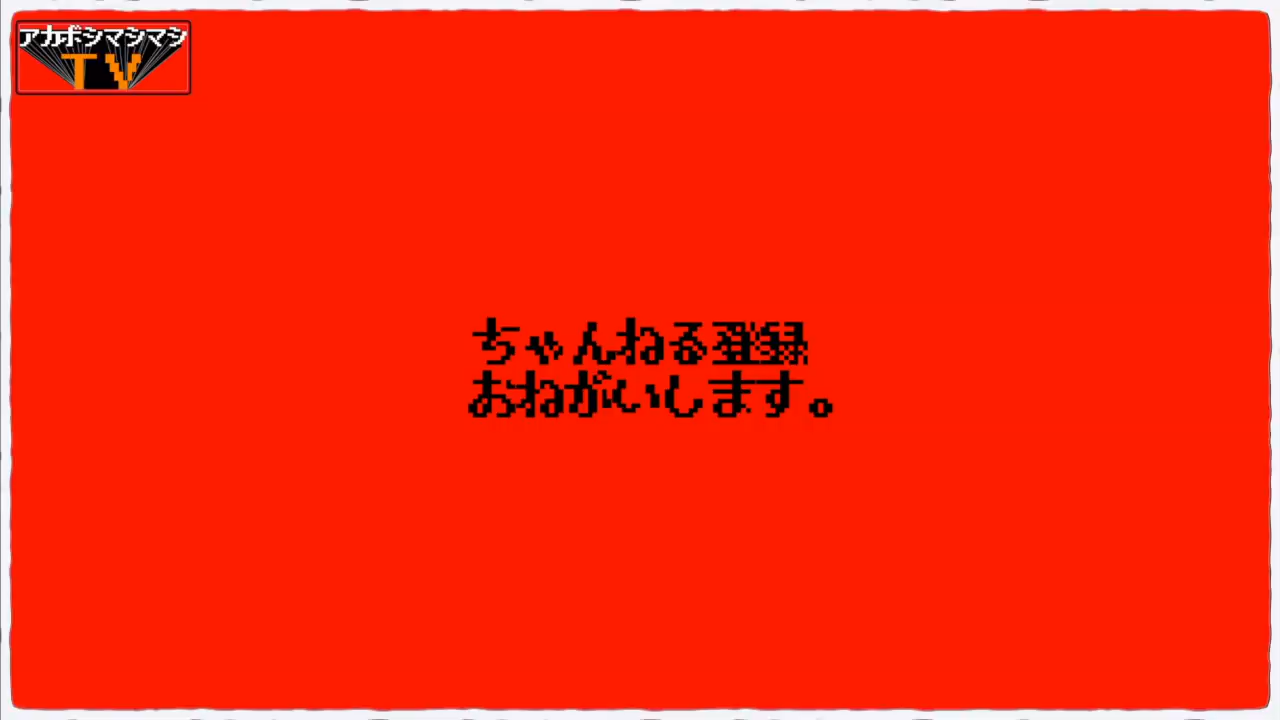 アカボシマシマシ
TV
ちゃんねる登録
おねがいします。